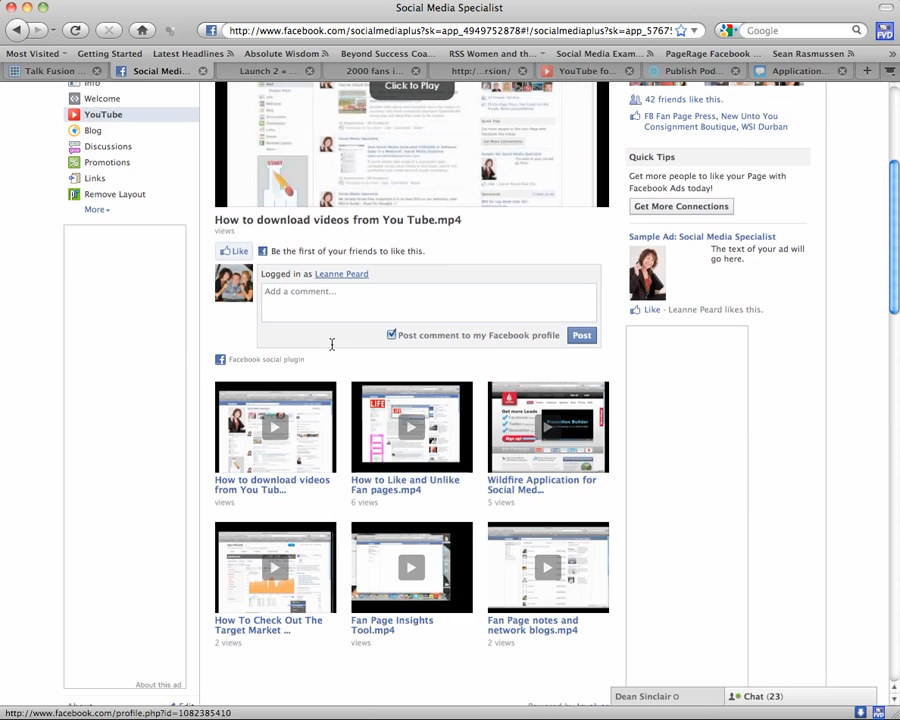 Social Media Specialist
http://www.facebook.com/socialmediaplus?sk=app_4949752878#!/socialmediaplus?sk=app_5767
Google
Most Visited
Getting Started
Latest Headlines
Absolute Wisdom
Beyond Success Coa...
RSS Women and th...
Social Media Exam...
PageRage Facebook ...
Sean Rasmussen
Talk Fusion ...
Social Medi...
Launch 2 « ...
2000 fans i...
http:/...rsion/
YouTube fo...
Publish Pod...
Application...
Info
Welcome
YouTube
Blog
Discussions
Promotions
Links
Remove Layout
More
About this ad
Click to Play
How to download videos from You Tube.mp4
views
Like
Be the first of your friends to like this.
Logged in as Leanne Peard
Add a comment...
Post comment to my Facebook profile
Post
Facebook social plugin
How to download videos from You Tub...
views
How to Like and Unlike Fan pages.mp4
6 views
Wildfire Application for Social Med...
5 views
How To Check Out The Target Market ...
2 views
Fan Page Insights Tool.mp4
views
Fan Page notes and network blogs.mp4
2 views
42 friends like this.
FB Fan Page Press, New Unto You
Consignment Boutique, WSI Durban
Quick Tips
Get more people to like your Page with
Facebook Ads today!
Get More Connections
Sample Ad: Social Media Specialist
The text of your ad
will go here.
Like · Leanne Peard likes this.
Dean Sinclair
Chat (23)
http://www.facebook.com/profile.php?id=1082385410